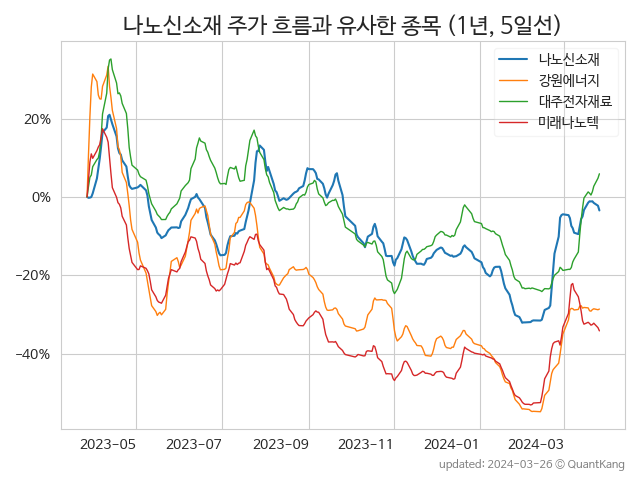 나노신소재 주가 흐름과 유사한 종목 (1년, 5일선)
나노신소재
강원에너지
대주전자재료
미래나노텍
20%
0%
−20%
−40%
2023-05 2023-07 2023-09 2023-11 2024-01 2024-03
updated: 2024-03-26 © QuantKang